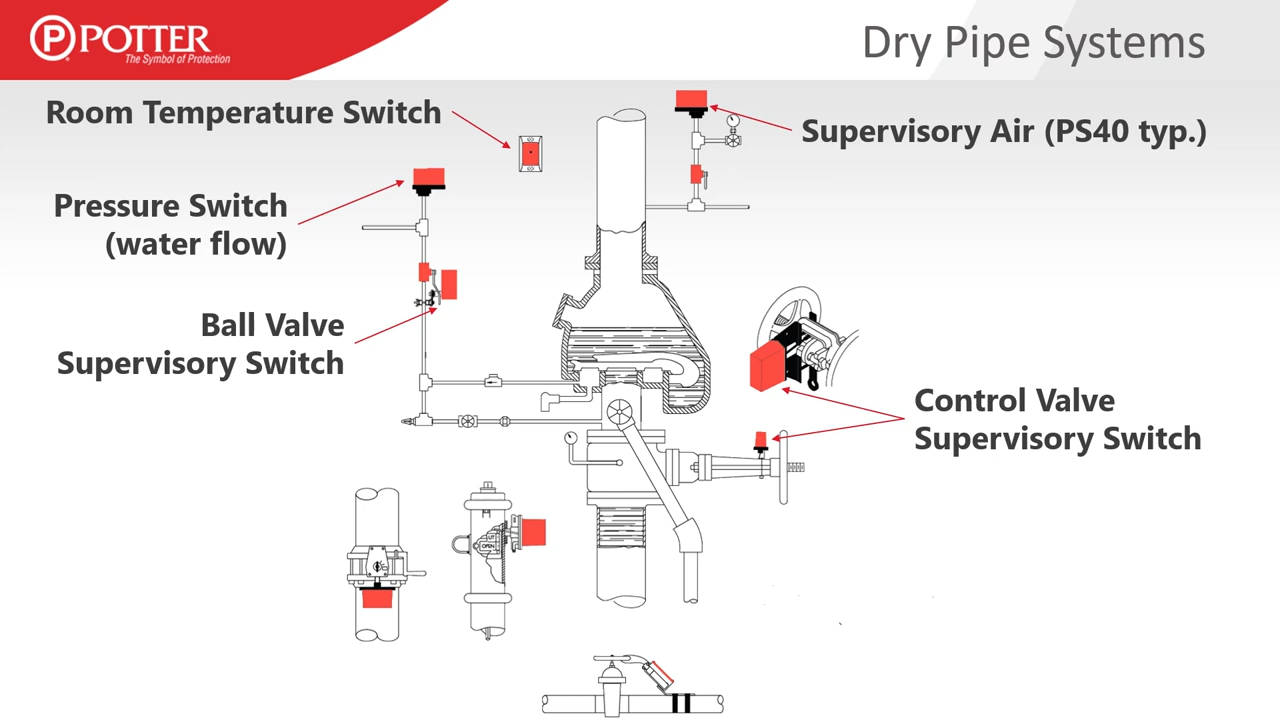 POTTER
The Symbol of Protection
Dry Pipe Systems
Room Temperature Switch
Supervisory Air (PS40 typ.)
Pressure Switch
(water flow)
Ball Valve
Supervisory Switch
Control Valve
Supervisory Switch
OPEN